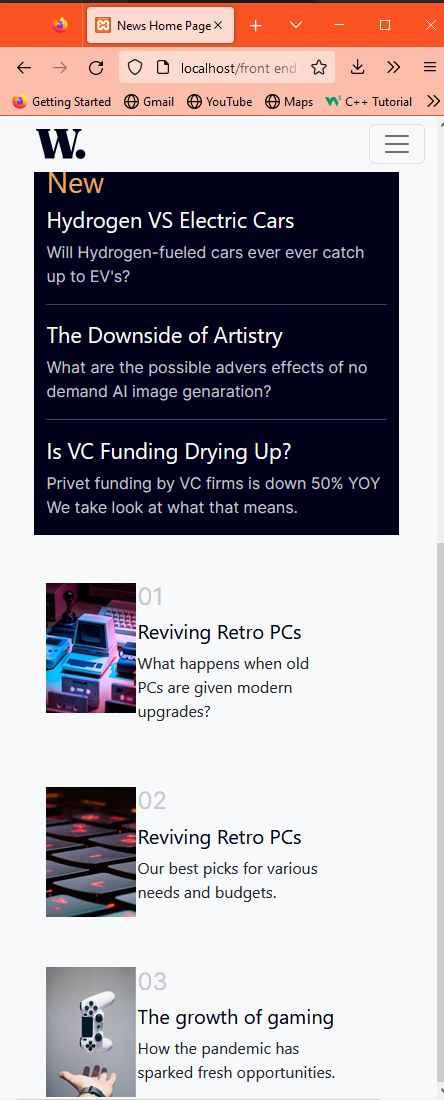 News Home Page
localhost/front end
Getting Started
Gmail
YouTube
Maps
C++ Tutorial
W.
New
Hydrogen VS Electric Cars
Will Hydrogen-fueled cars ever ever catch
up to EV's?
The Downside of Artistry
What are the possible advers effects of no
demand AI image genaration?
Is VC Funding Drying Up?
Privet funding by VC firms is down 50% YOY
We take look at what that means.
01
Reviving Retro PCs
What happens when old
PCs are given modern
upgrades?
02
Reviving Retro PCs
Our best picks for various
needs and budgets.
03
The growth of gaming
How the pandemic has
sparked fresh opportunities.